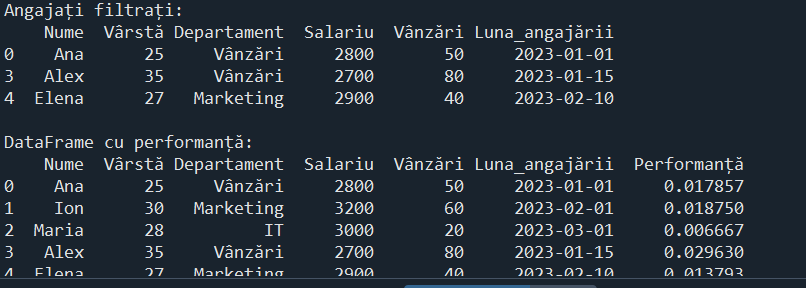 Angajați filtrați:
    Nume  Vârstă Departament  Salariu  Vânzări Luna_angajării
0    Ana      25     Vânzări     2800       50     2023-01-01
3   Alex      35     Vânzări     2700       80     2023-01-15
4  Elena      27   Marketing     2900       40     2023-02-10
DataFrame cu performanță:
    Nume  Vârstă Departament  Salariu  Vânzări Luna_angajării  Performanță
0    Ana      25     Vânzări     2800       50     2023-01-01     0.017857
1    Ion      30   Marketing     3200       60     2023-02-01     0.018750
2  Maria      28          IT     3000       20     2023-03-01     0.006667
3   Alex      35     Vânzări     2700       80     2023-01-15     0.029630
4  Elena      27   Marketing     2900       40     2023-02-10     0.013793